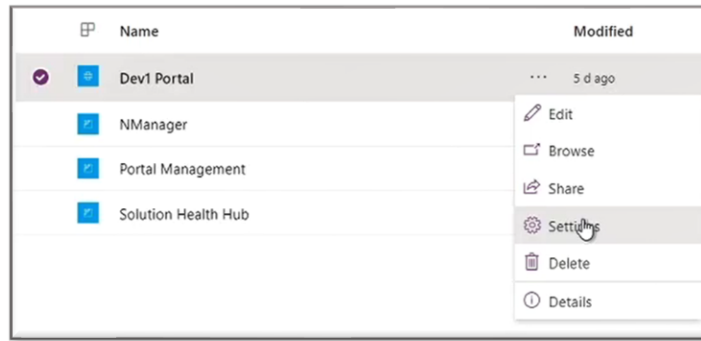 Name Modified
Dev1 Portal ... 5 d ago
Edit
NManager
Browse
Portal Management
Share
Solution Health Hub
Settings
Delete
Details